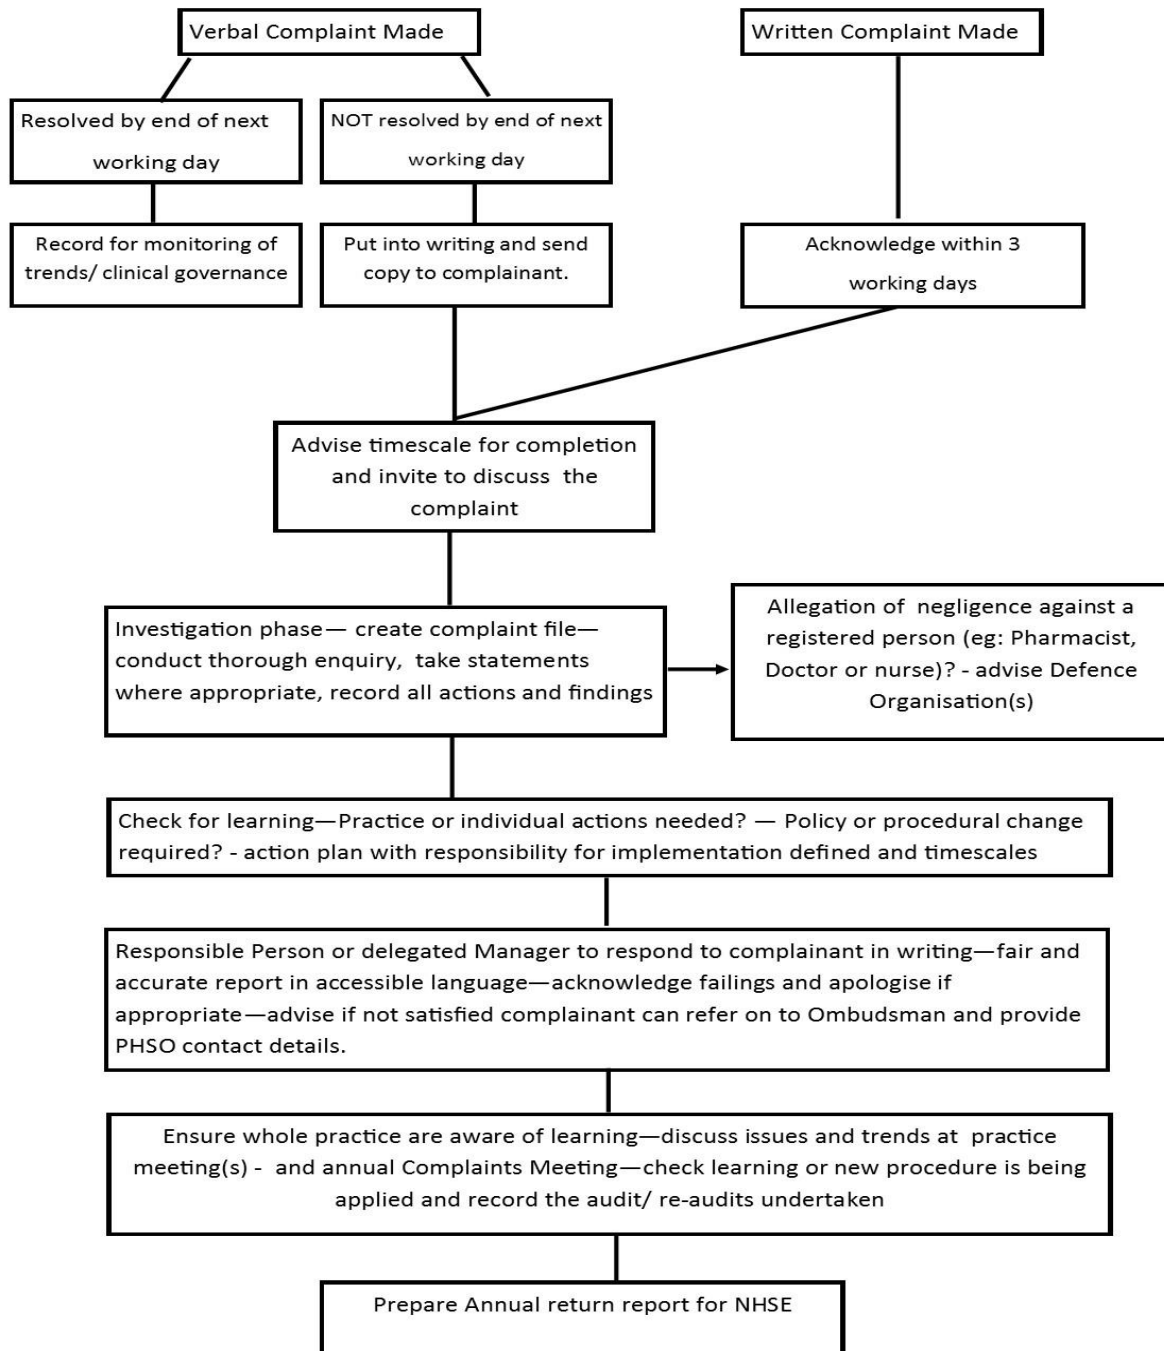 Verbal Complaint Made
Written Complaint Made
Resolved by end of next
working day
NOT resolved by end of next
working day
Record for monitoring of
trends/ clinical governance
Put into writing and send
copy to complainant.
Acknowledge within 3
working days
Advise timescale for completion
and invite to discuss the
complaint
Investigation phase— create complaint file—
conduct thorough enquiry, take statements
where appropriate, record all actions and findings
Allegation of negligence against a
registered person (eg: Pharmacist,
Doctor or nurse)? - advise Defence
Organisation(s)
Check for learning—Practice or individual actions needed? — Policy or procedural change
required? - action plan with responsibility for implementation defined and timescales
Responsible Person or delegated Manager to respond to complainant in writing—fair and
accurate report in accessible language—acknowledge failings and apologise if
appropriate—advise if not satisfied complainant can refer on to Ombudsman and provide
PHSO contact details.
Ensure whole practice are aware of learning—discuss issues and trends at practice
meeting(s) - and annual Complaints Meeting—check learning or new procedure is being
applied and record the audit/ re-audits undertaken
Prepare Annual return report for NHSE